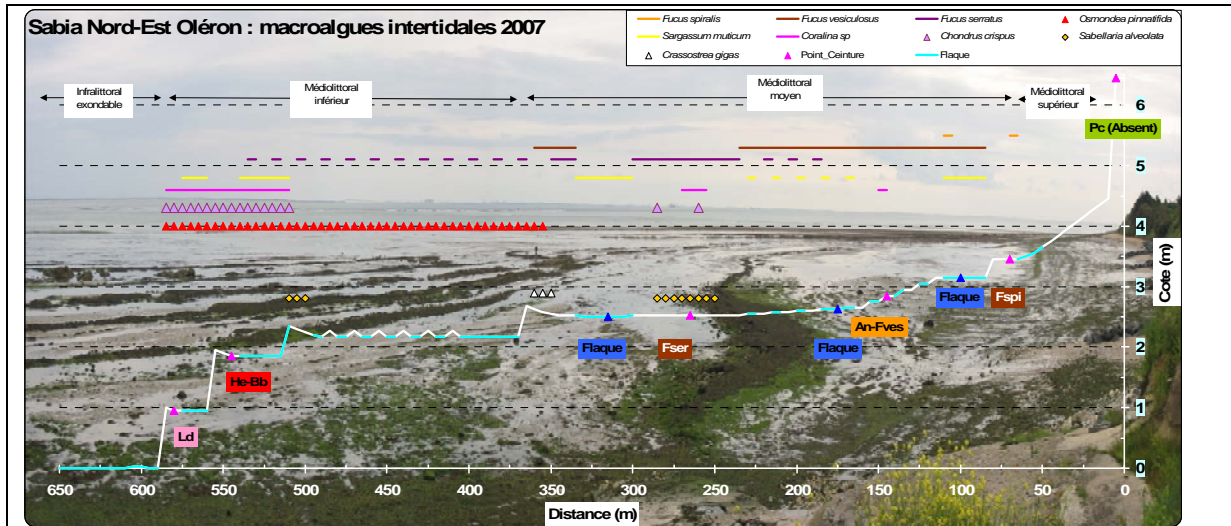 Sabia Nord-Est Oléron : macroalgues intertidales 2007
Fucus spiralis Fucus vesiculosus Fucus serratus Osmondea pinnatifida
Sargassum muticum Coralina sp Chondrus crispus Sabellaria alveolata
Crassostrea gigas Point_Ceinture Flaque
Infralittoral exondable
Médiolittoral inférieur
Médiolittoral moyen
Médiolittoral supérieur
6
Pc (Absent)
5
4
Cote (m)
3
Flaque Fspi
An-Fves
Flaque Fser Flaque
2
He-Bb
1
Ld
0
650 600 550 500 450 400 350 300 250 200 150 100 50 0
Distance (m)